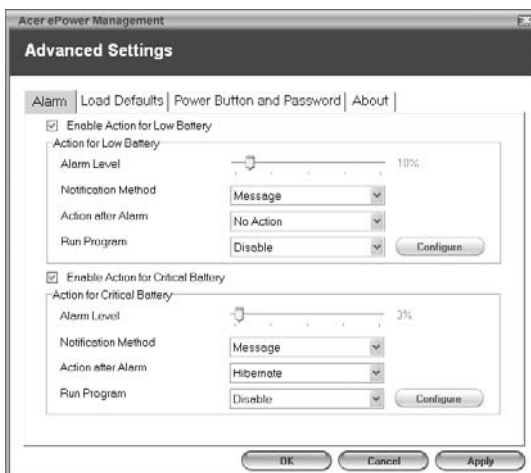 Acer ePower Management
Advanced Settings
Alarm Load Defaults Power Button and Password About
Enable Action for Low Battery
Action for Low Battery
Alarm Level 10%
Notification Method Message
Action after Alarm No Action
Run Program Disable Configure
Enable Action for Critical Battery
Action for Critical Battery
Alarm Level 3%
Notification Method Message
Action after Alarm Hibernate
Run Program Disable Configure
OK Cancel Apply